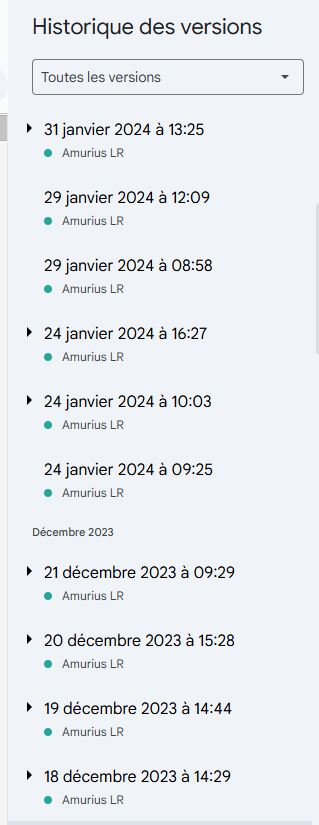 Historique des versions
Toutes les versions
31 janvier 2024 à 13:25
Amurius LR
29 janvier 2024 à 12:09
Amurius LR
29 janvier 2024 à 08:58
Amurius LR
24 janvier 2024 à 16:27
Amurius LR
24 janvier 2024 à 10:03
Amurius LR
24 janvier 2024 à 09:25
Amurius LR
Décembre 2023
21 décembre 2023 à 09:29
Amurius LR
20 décembre 2023 à 15:28
Amurius LR
19 décembre 2023 à 14:44
Amurius LR
18 décembre 2023 à 14:29
Amurius LR